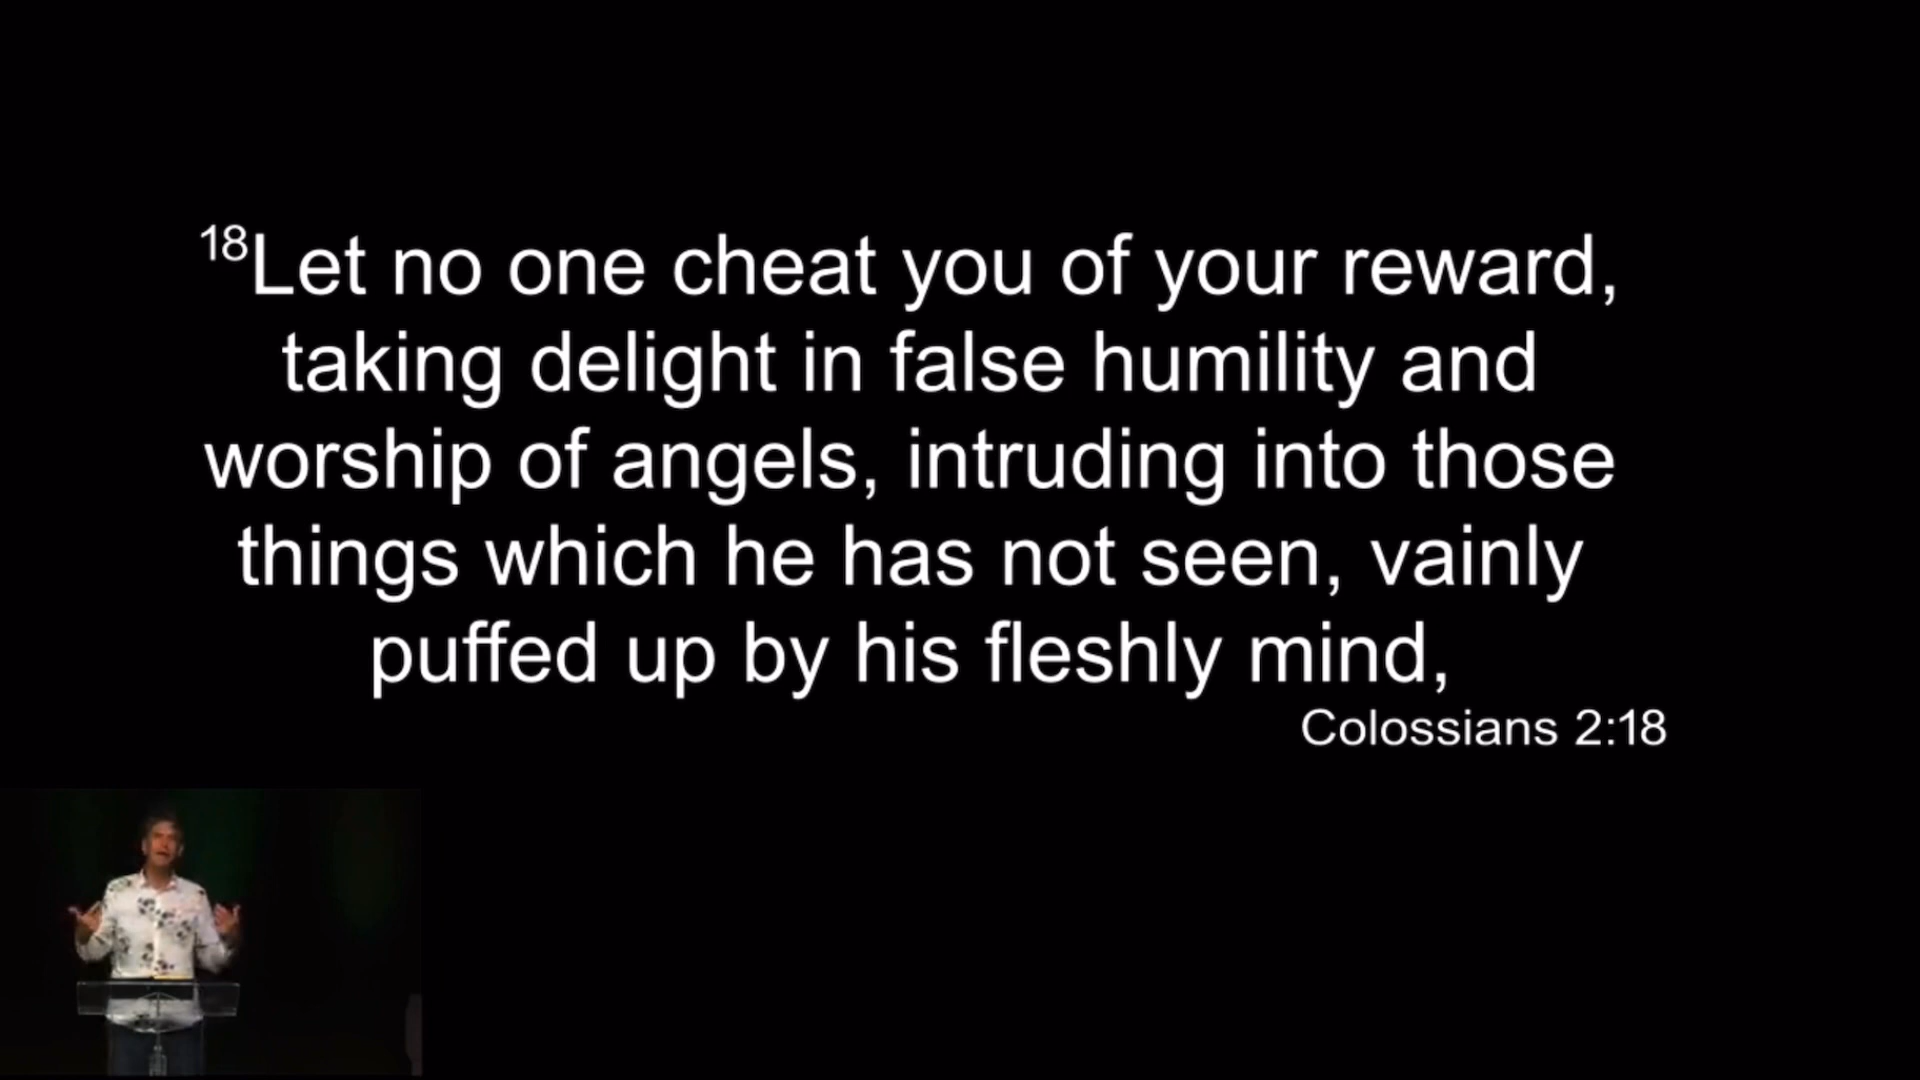 18Let no one cheat you of your reward,
taking delight in false humility and
worship of angels, intruding into those
things which he has not seen, vainly
puffed up by his fleshly mind,
Colossians 2:18